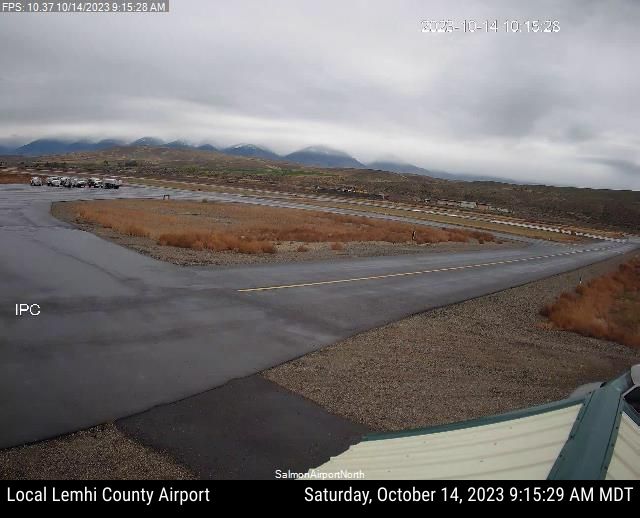 FPS: 10.37 10/14/2023 9:15:28 AM
2023-10-14 10:15:28
IPC
SalmonAirportNorth
Local Lemhi County Airport
Saturday, October 14, 2023 9:15:29 AM MDT